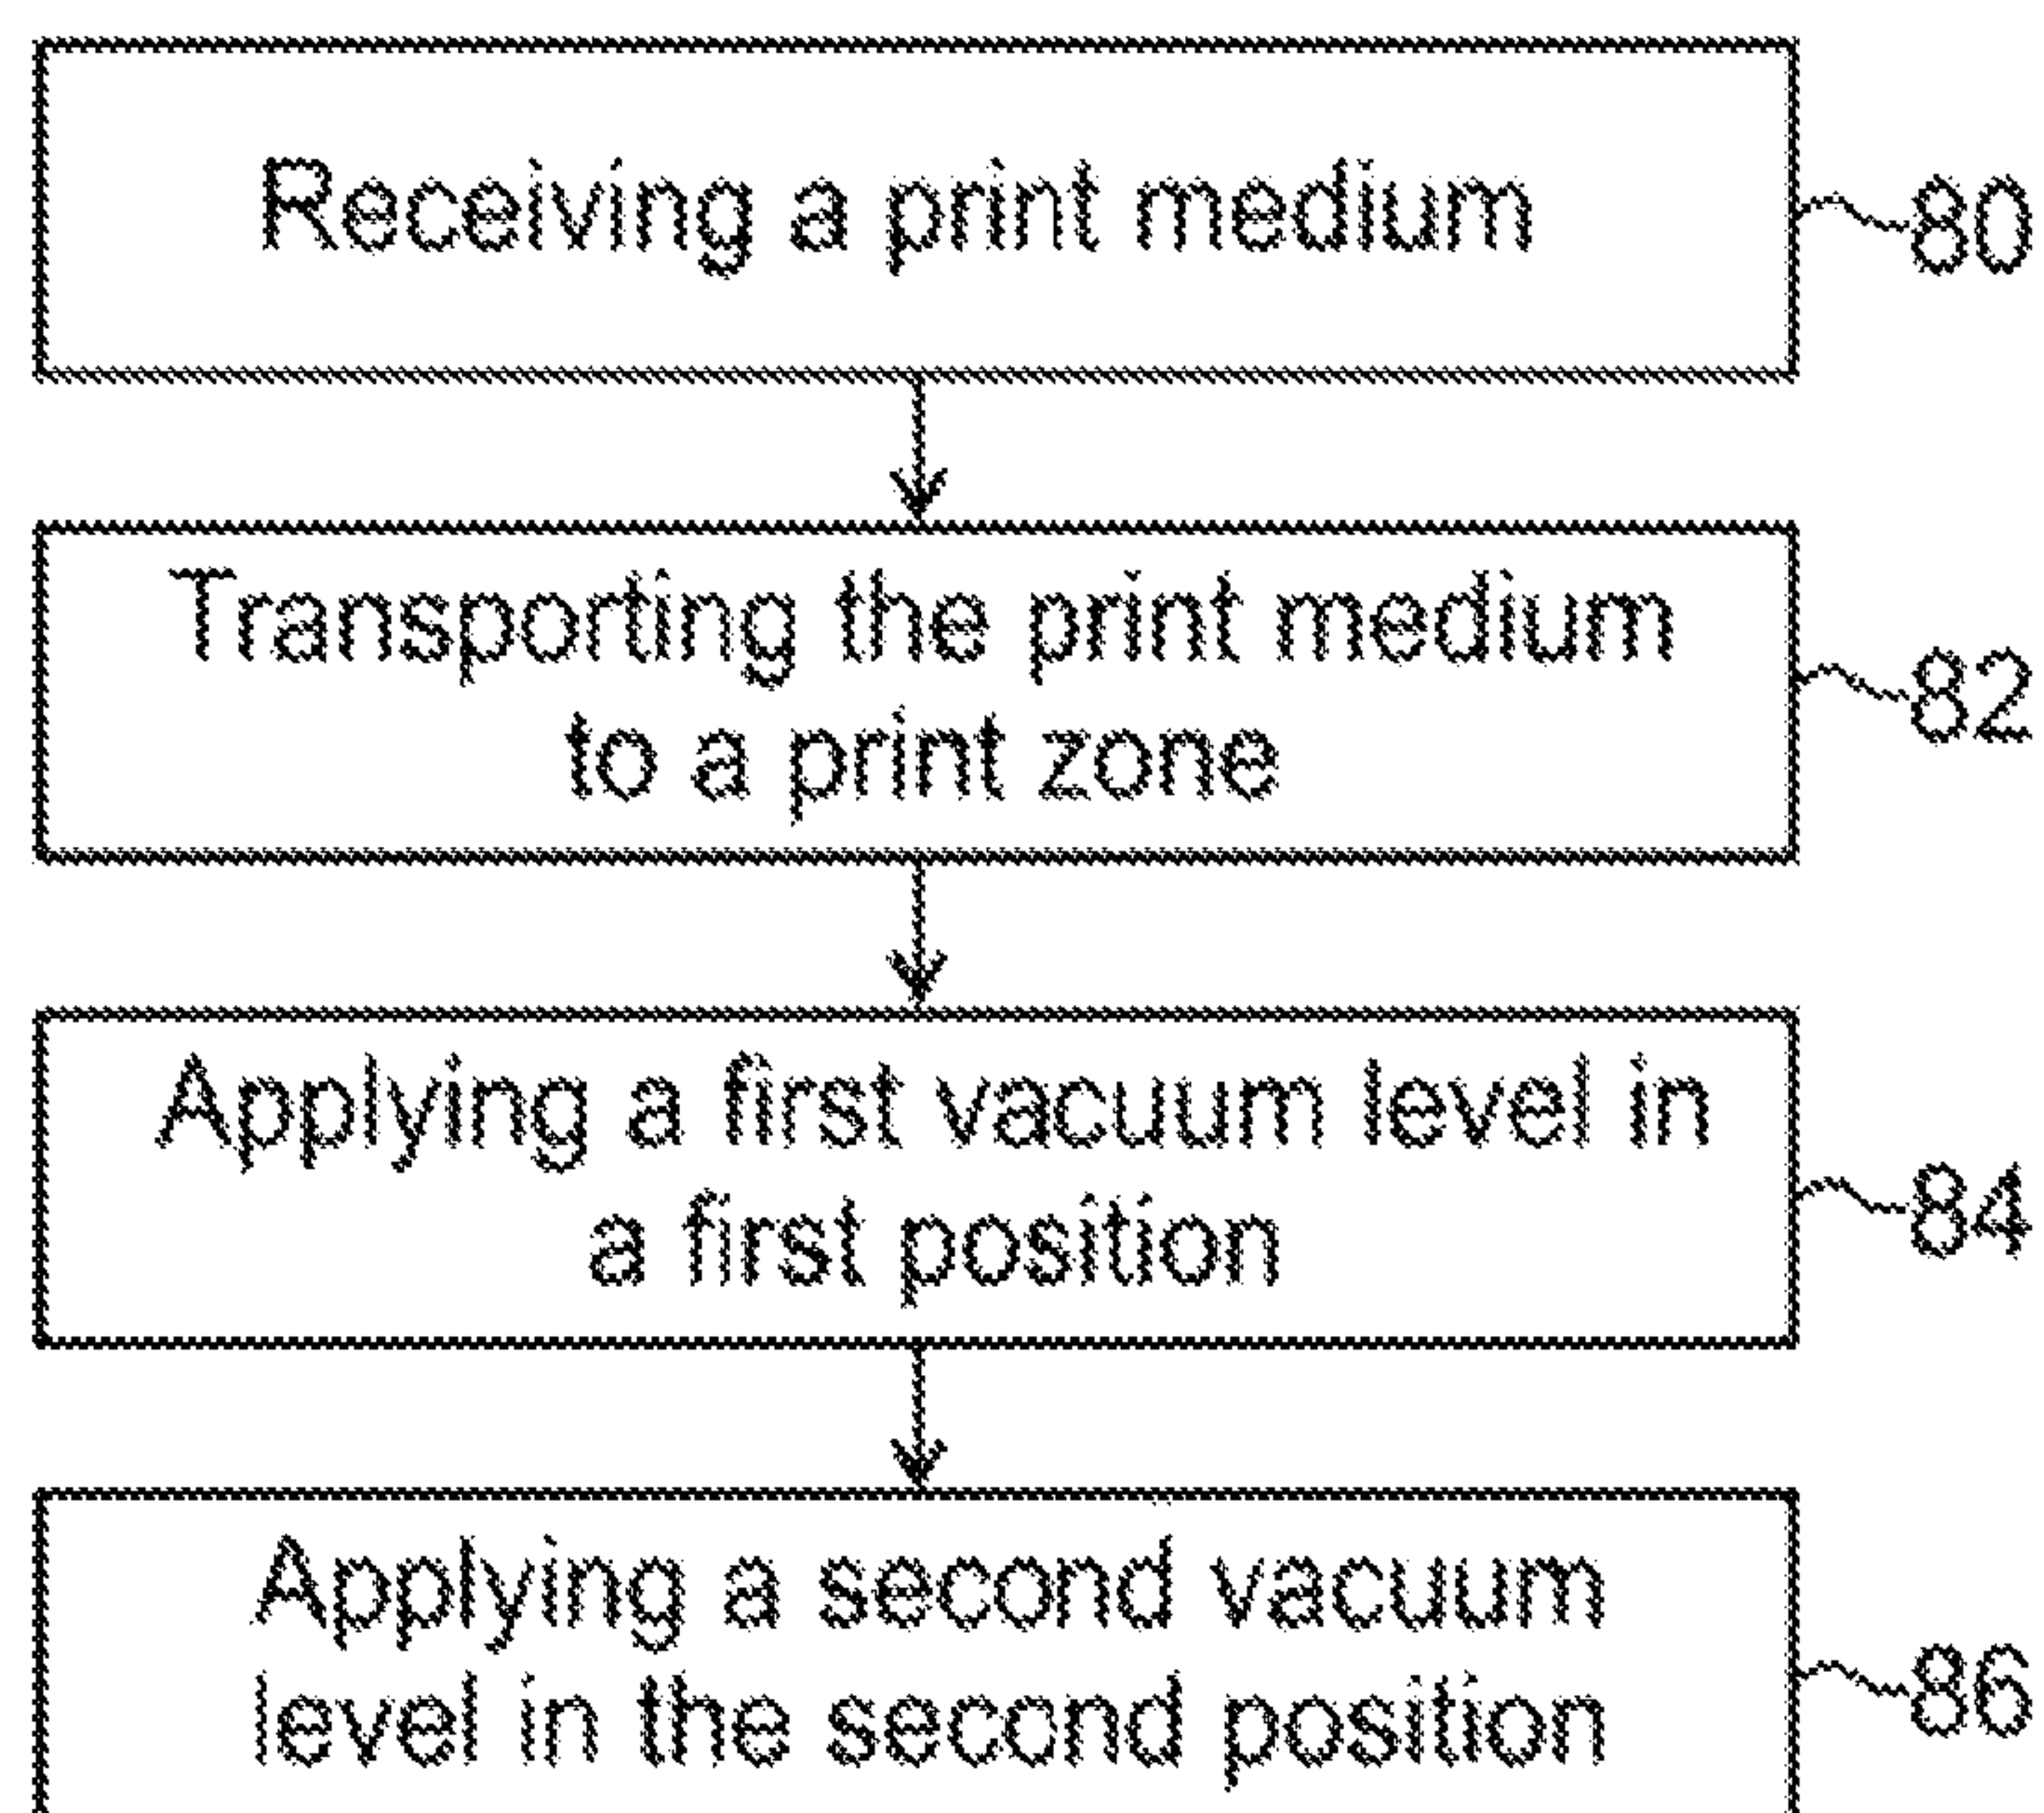 Receiving a print medium
80
Transporting the print medium
to a print zone
82
Applying a first vacuum level in
a first position
84
Applying a second vacuum
level in the second position
86